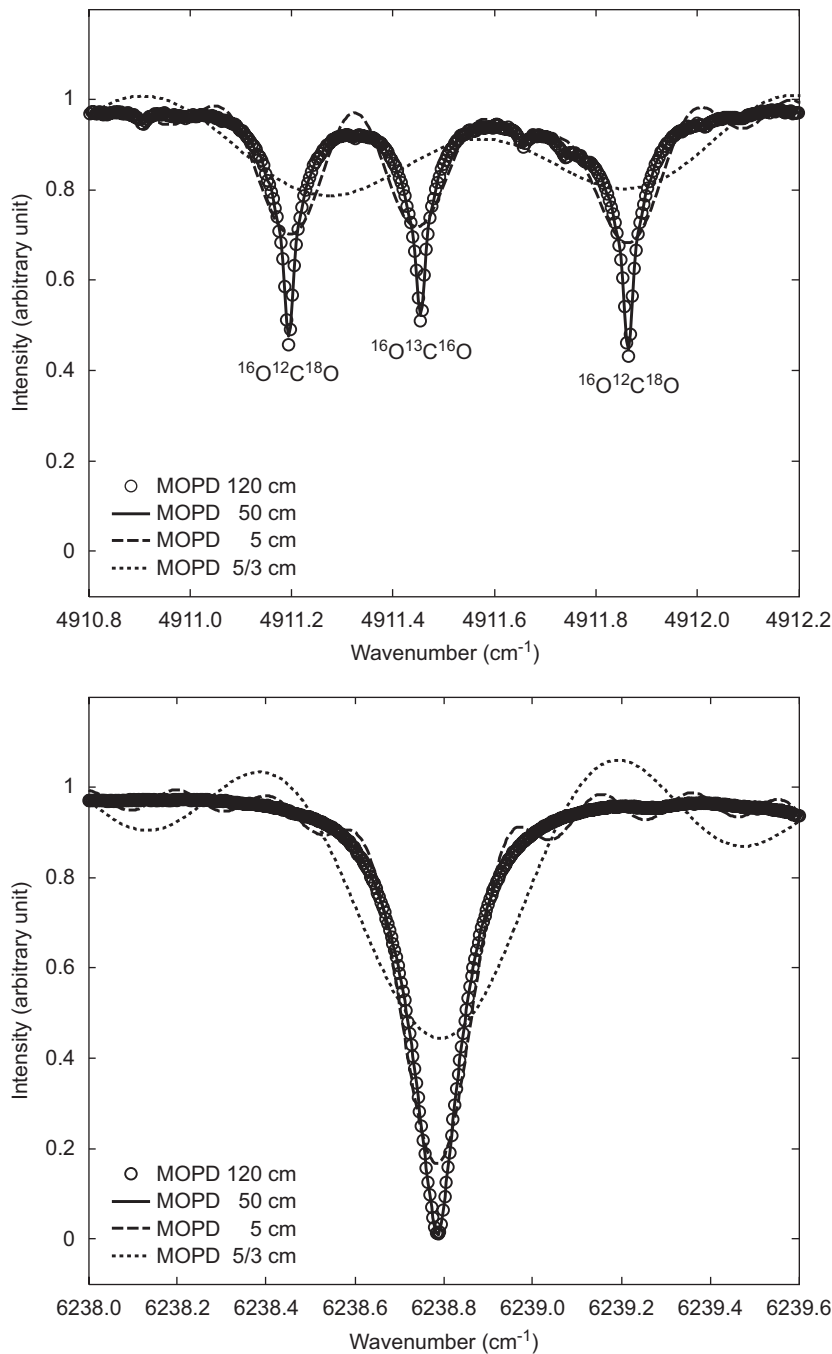 1
0.8
0.6
0.4
0.2
0
Intensity (arbitrary unit)
¹⁶O¹²C¹⁸O
¹⁶O¹³C¹⁶O
¹⁶O¹²C¹⁸O
MOPD 120 cm
MOPD 50 cm
MOPD 5 cm
MOPD 5/3 cm
4910.8 4911.0 4911.2 4911.4 4911.6 4911.8 4912.0 4912.2
Wavenumber (cm⁻¹)
1
0.8
0.6
0.4
0.2
0
Intensity (arbitrary unit)
MOPD 120 cm
MOPD 50 cm
MOPD 5 cm
MOPD 5/3 cm
6238.0 6238.2 6238.4 6238.6 6238.8 6239.0 6239.2 6239.4 6239.6
Wavenumber (cm⁻¹)